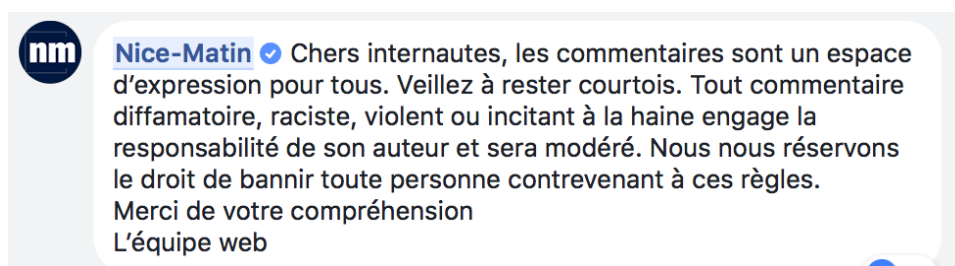 nm
Nice-Matin Chers internautes, les commentaires sont un espace
d’expression pour tous. Veillez à rester courtois. Tout commentaire
diffamatoire, raciste, violent ou incitant à la haine engage la
responsabilité de son auteur et sera modéré. Nous nous réservons
le droit de bannir toute personne contrevenant à ces règles.
Merci de votre compréhension
L’équipe web